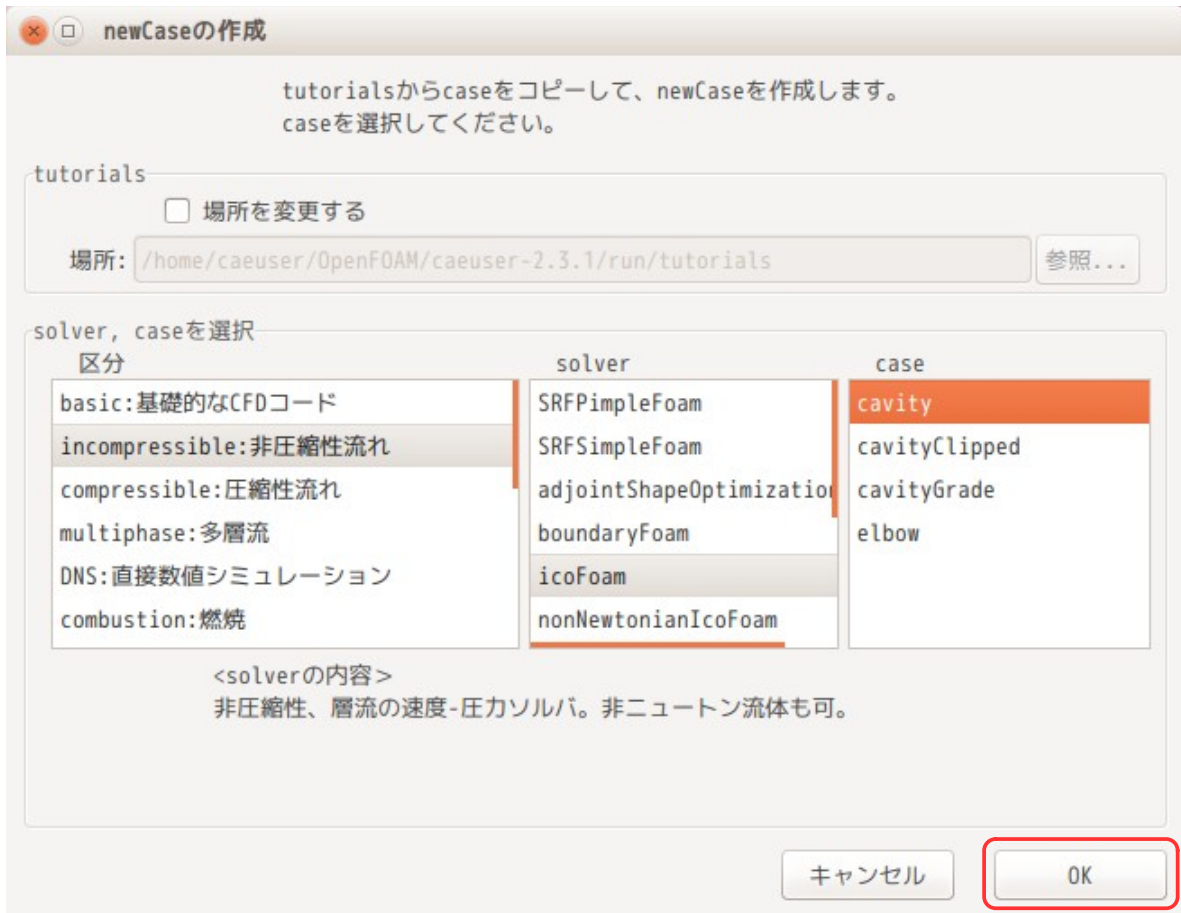 newCaseの作成
tutorialsからcaseをコピーして、newCaseを作成します。
caseを選択してください。
tutorials
場所を変更する
場所: /home/caeuser/OpenFOAM/caeuser-2.3.1/run/tutorials 参照...
solver, caseを選択
区分 solver case
basic:基礎的なCFDコード SRFPimpleFoam cavity
incompressible:非圧縮性流れ SRFSimpleFoam cavityClipped
compressible:圧縮性流れ adjointShapeOptimization cavityGrade
multiphase:多層流 boundaryFoam elbow
DNS:直接数値シミュレーション icoFoam
combustion:燃焼 nonNewtonianIcoFoam
<solverの内容>
非圧縮性、層流の速度-圧力ソルバ。非ニュートン流体も可。
キャンセル OK